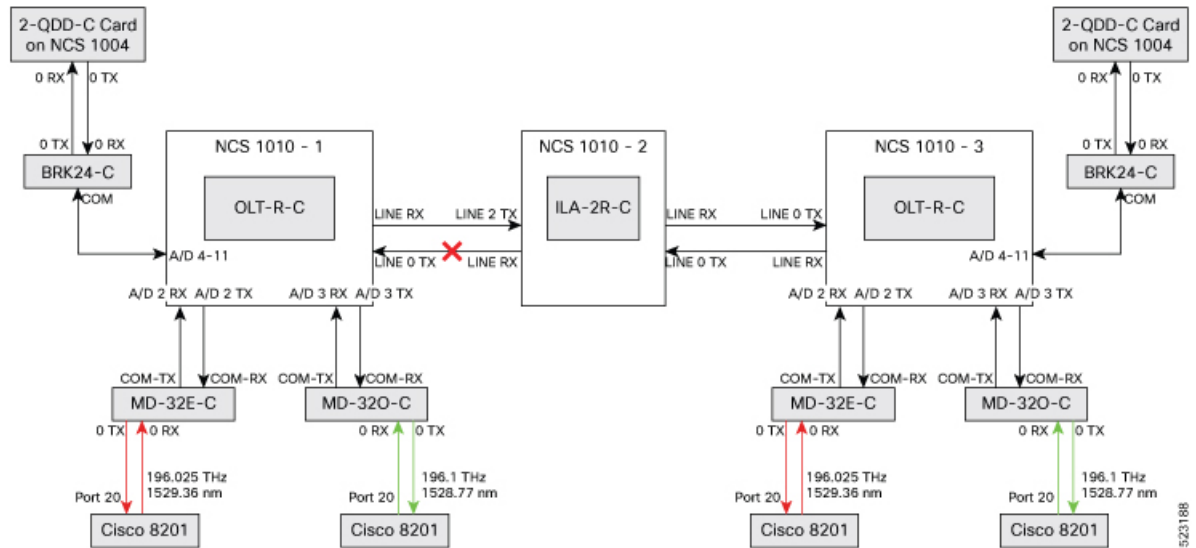 2-QDD-C Card
on NCS 1004
0 RX
0 TX
0 TX
0 RX
BRK24-C
COM
NCS 1010 - 1
OLT-R-C
A/D 4-11
A/D 2 RX
A/D 2 TX
A/D 3 RX
A/D 3 TX
LINE RX
LINE 2 TX
LINE 0 TX
LINE RX
NCS 1010 - 2
ILA-2R-C
LINE RX
LINE 0 TX
LINE 0 TX
LINE RX
NCS 1010 - 3
OLT-R-C
A/D 4-11
A/D 2 RX
A/D 2 TX
A/D 3 RX
A/D 3 TX
2-QDD-C Card
on NCS 1004
0 RX
0 TX
0 TX
0 RX
BRK24-C
COM
COM-TX
COM-RX
MD-32E-C
0 TX
0 RX
196.025 THz
1529.36 nm
Port 20
Cisco 8201
COM-TX
COM-RX
MD-32O-C
0 RX
0 TX
196.1 THz
1528.77 nm
Port 20
Cisco 8201
COM-TX
COM-RX
MD-32E-C
0 TX
0 RX
196.025 THz
1529.36 nm
Port 20
Cisco 8201
COM-TX
COM-RX
MD-32O-C
0 RX
0 TX
196.1 THz
1528.77 nm
Port 20
Cisco 8201
523188